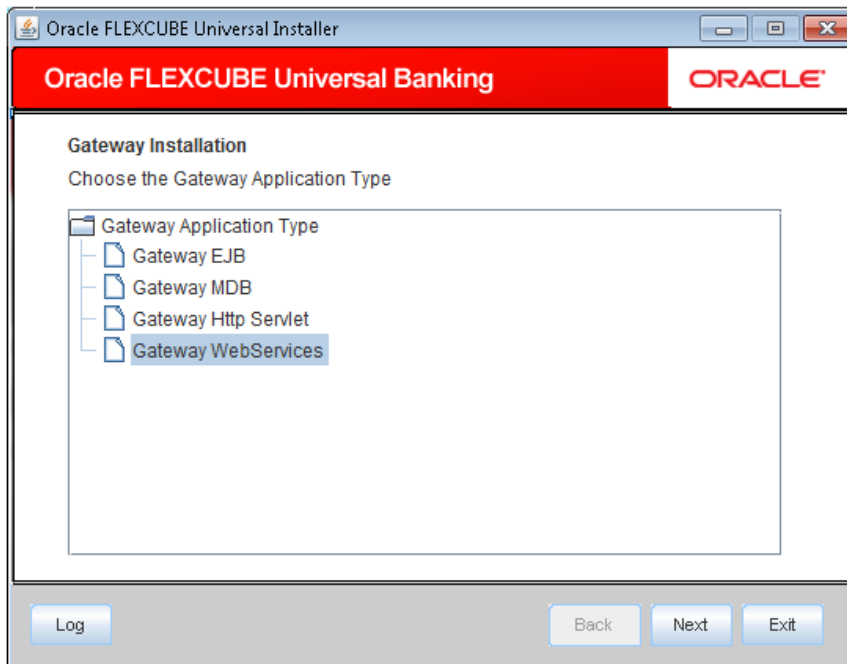 Oracle FLEXCUBE Universal Installer
Oracle FLEXCUBE Universal Banking
ORACLE
Gateway Installation
Choose the Gateway Application Type
Gateway Application Type
Gateway EJB
Gateway MDB
Gateway Http Servlet
Gateway WebServices
Log Back Next Exit